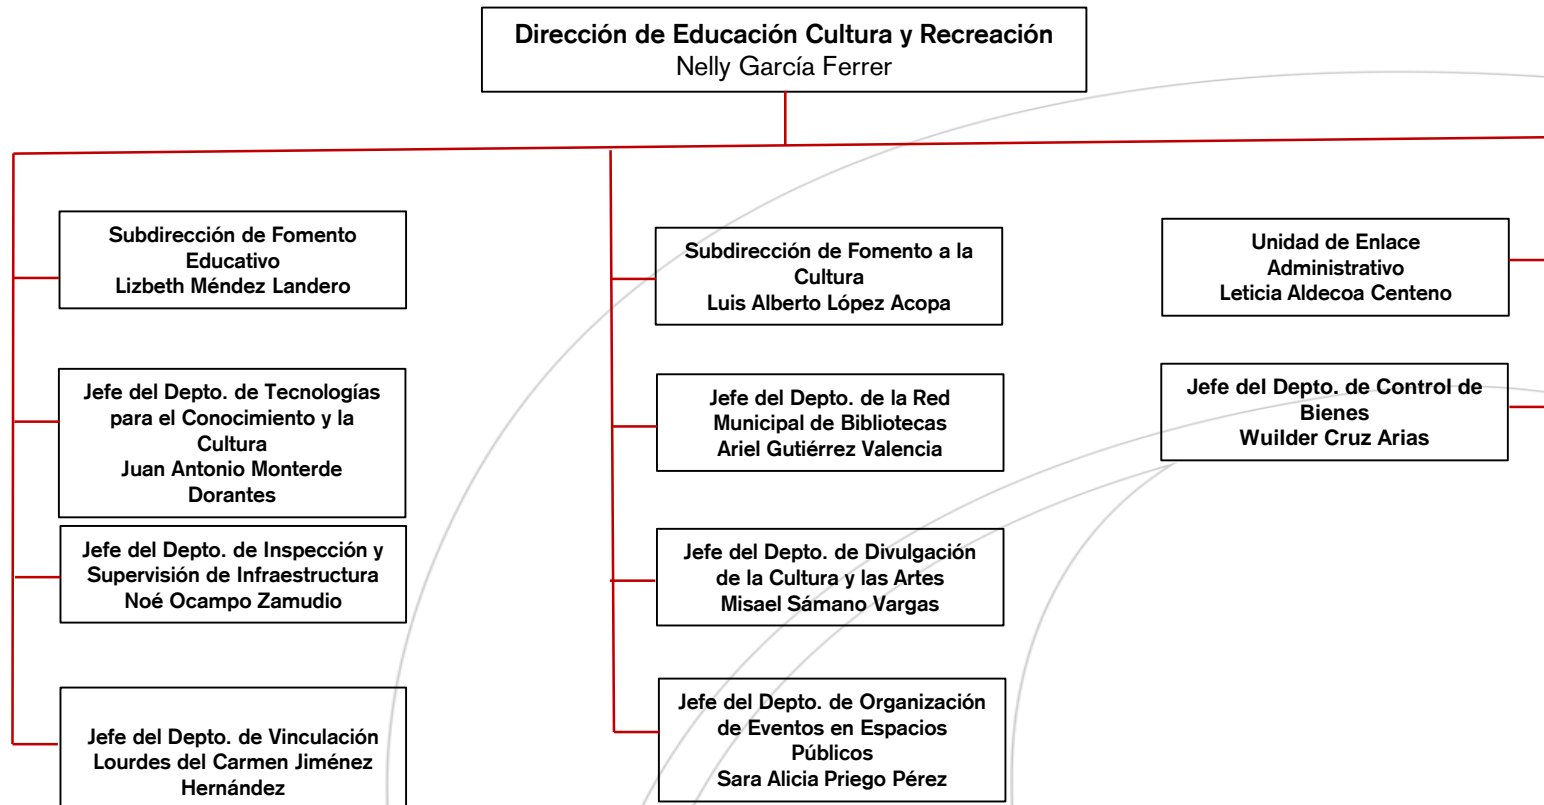 Dirección de Educación Cultura y Recreación
Nelly García Ferrer
Subdirección de Fomento
Educativo
Lizbeth Méndez Landero
Jefe del Depto. de Tecnologías
para el Conocimiento y la
Cultura
Juan Antonio Monterde
Dorantes
Jefe del Depto. de Inspección y
Supervisión de Infraestructura
Noé Ocampo Zamudio
Jefe del Depto. de Vinculación
Lourdes del Carmen Jiménez
Hernández
Subdirección de Fomento a la
Cultura
Luis Alberto López Acopa
Jefe del Depto. de la Red
Municipal de Bibliotecas
Ariel Gutiérrez Valencia
Jefe del Depto. de Divulgación
de la Cultura y las Artes
Misael Sámano Vargas
Jefe del Depto. de Organización
de Eventos en Espacios
Públicos
Sara Alicia Priego Pérez
Unidad de Enlace
Administrativo
Leticia Aldecoa Centeno
Jefe del Depto. de Control de
Bienes
Wuilder Cruz Arias